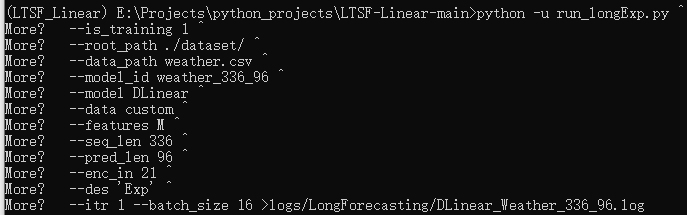 (LTSF_Linear) E:\Projects\python_projects\LTSF-Linear-main>python -u run_longExp.py ^
More?   --is_training 1 ^
More?   --root_path ./dataset/ ^
More?   --data_path weather.csv ^
More?   --model_id weather_336_96 ^
More?   --model DLinear ^
More?   --data custom ^
More?   --features M ^
More?   --seq_len 336 ^
More?   --pred_len 96 ^
More?   --enc_in 21 ^
More?   --des 'Exp' ^
More?   --itr 1 --batch_size 16 >logs/LongForecasting/DLinear_Weather_336_96.log